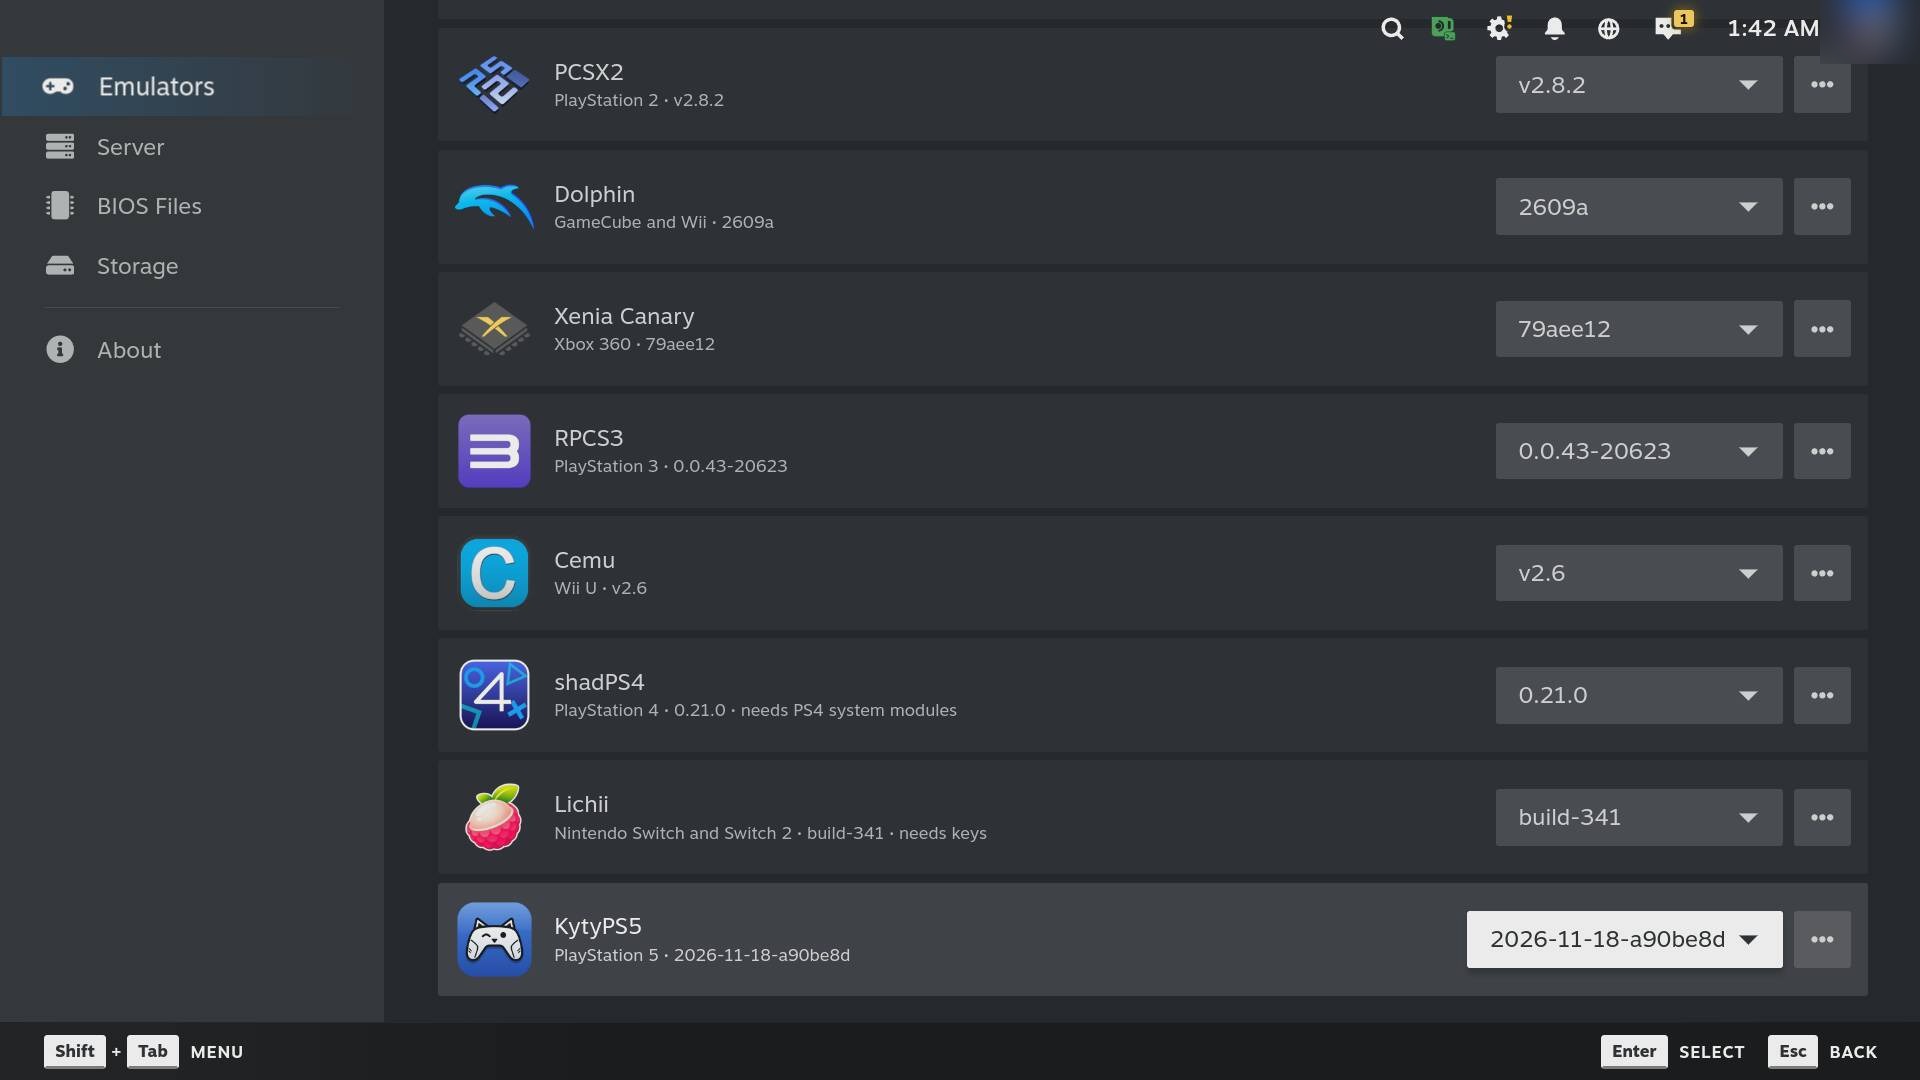 1
1:42 AM
Emulators
Server
BIOS Files
Storage
About
PCSX2
PlayStation 2 · v2.8.2
v2.8.2
Dolphin
GameCube and Wii · 2609a
2609a
Xenia Canary
Xbox 360 · 79aee12
79aee12
RPCS3
PlayStation 3 · 0.0.43-20623
0.0.43-20623
Cemu
Wii U · v2.6
v2.6
shadPS4
PlayStation 4 · 0.21.0 · needs PS4 system modules
0.21.0
Lichii
Nintendo Switch and Switch 2 · build-341 · needs keys
build-341
KytyPS5
PlayStation 5 · 2026-11-18-a90be8d
2026-11-18-a90be8d
Shift + Tab MENU
Enter SELECT Esc BACK